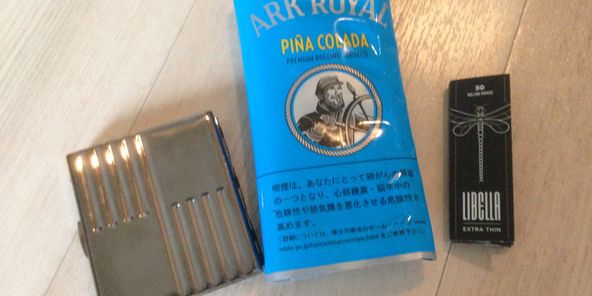 ARK ROYAL
PIÑA COLADA
PREMIUM ROLLING TOBACCO
喫煙は、あなたにとって肺がんの原因
の一つとなり、心筋梗塞・脳卒中の
危険性や肺気腫を悪化させる危険性を
高めます。
50
ROLLING PAPERS
LIBELLA
EXTRA THIN